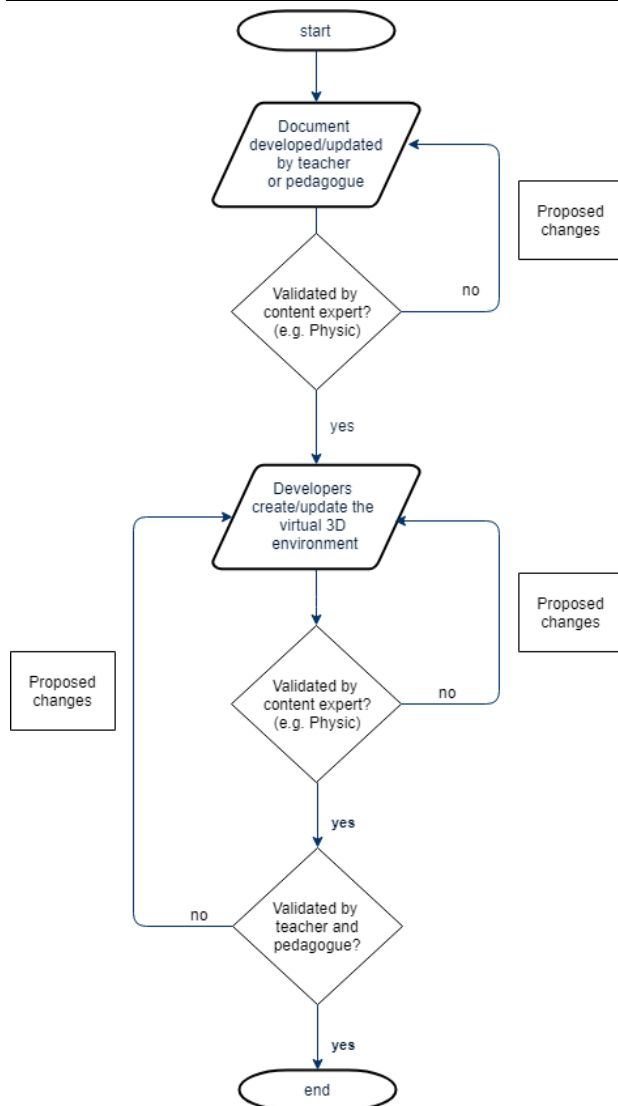 start
Document
developed/updated
by teacher
or pedagogue
Proposed
changes
Validated by
content expert?
(e.g. Physic)
no
yes
Developers
create/update the
virtual 3D
environment
Proposed
changes
Proposed
changes
Validated by
content expert?
(e.g. Physic)
no
yes
Validated by
teacher and
pedagogue?
no
yes
end